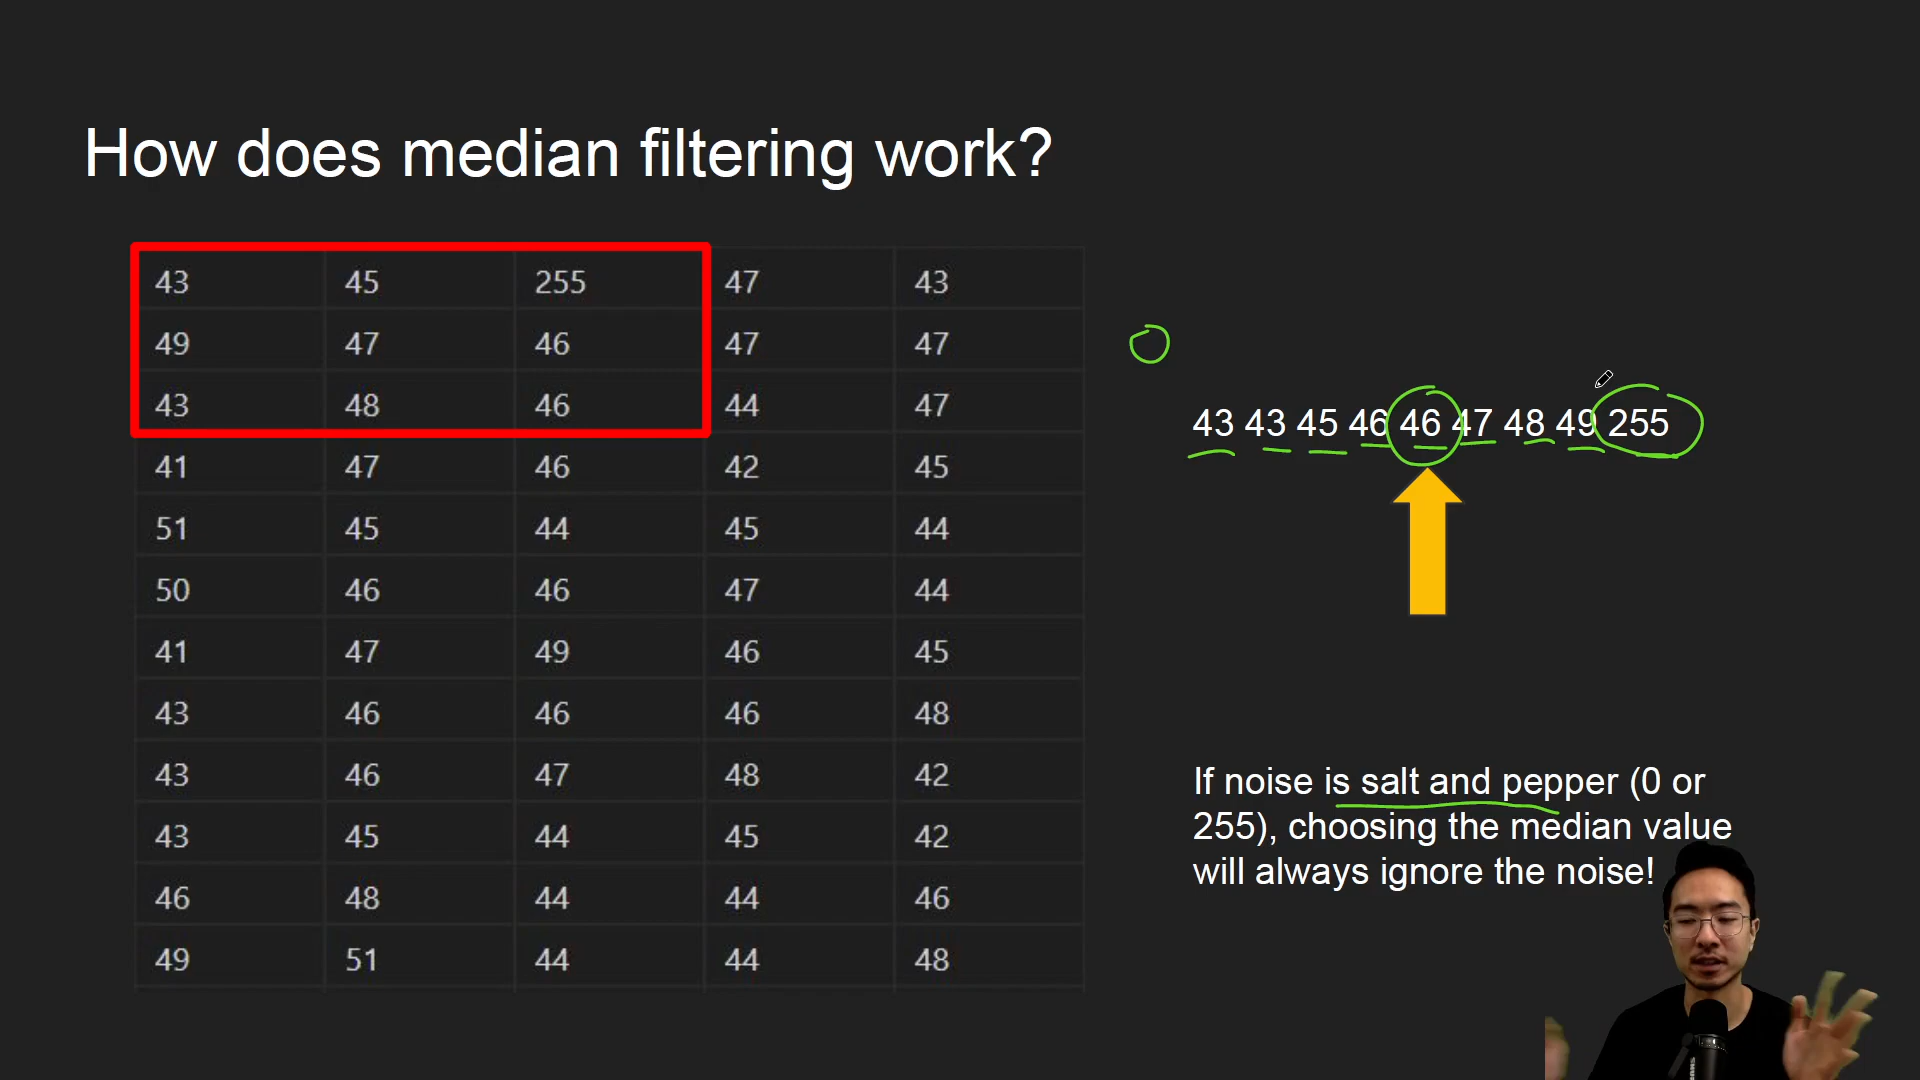 How does median filtering work?
43 45 255 47 43
49 47 46 47 47
43 48 46 44 47
41 47 46 42 45
51 45 44 45 44
50 46 46 47 44
41 47 49 46 45
43 46 46 46 48
43 46 47 48 42
43 45 44 45 42
46 48 44 44 46
49 51 44 44 48
43 43 45 46 46 47 48 49 255
If noise is salt and pepper (0 or
255), choosing the median value
will always ignore the noise!